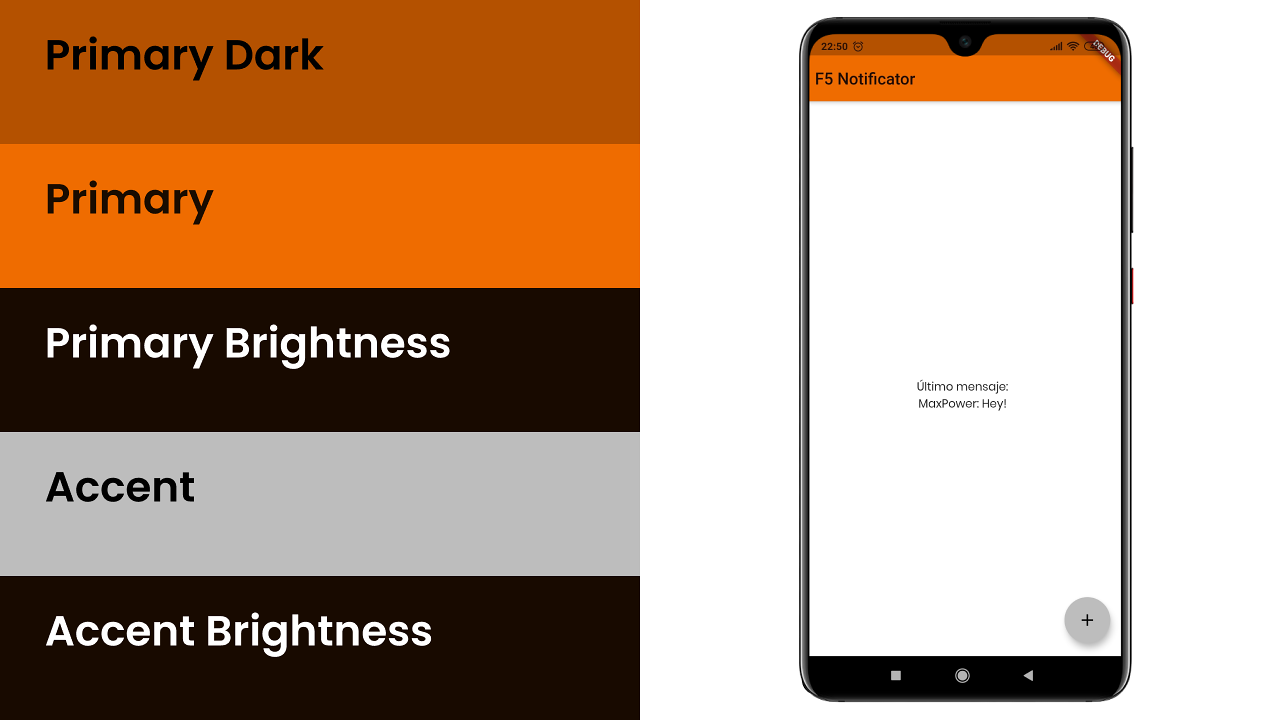 Primary Dark
Primary
Primary Brightness
Accent
Accent Brightness
22:50
DEBUG
F5 Notificator
Último mensaje:
MaxPower: Hey!